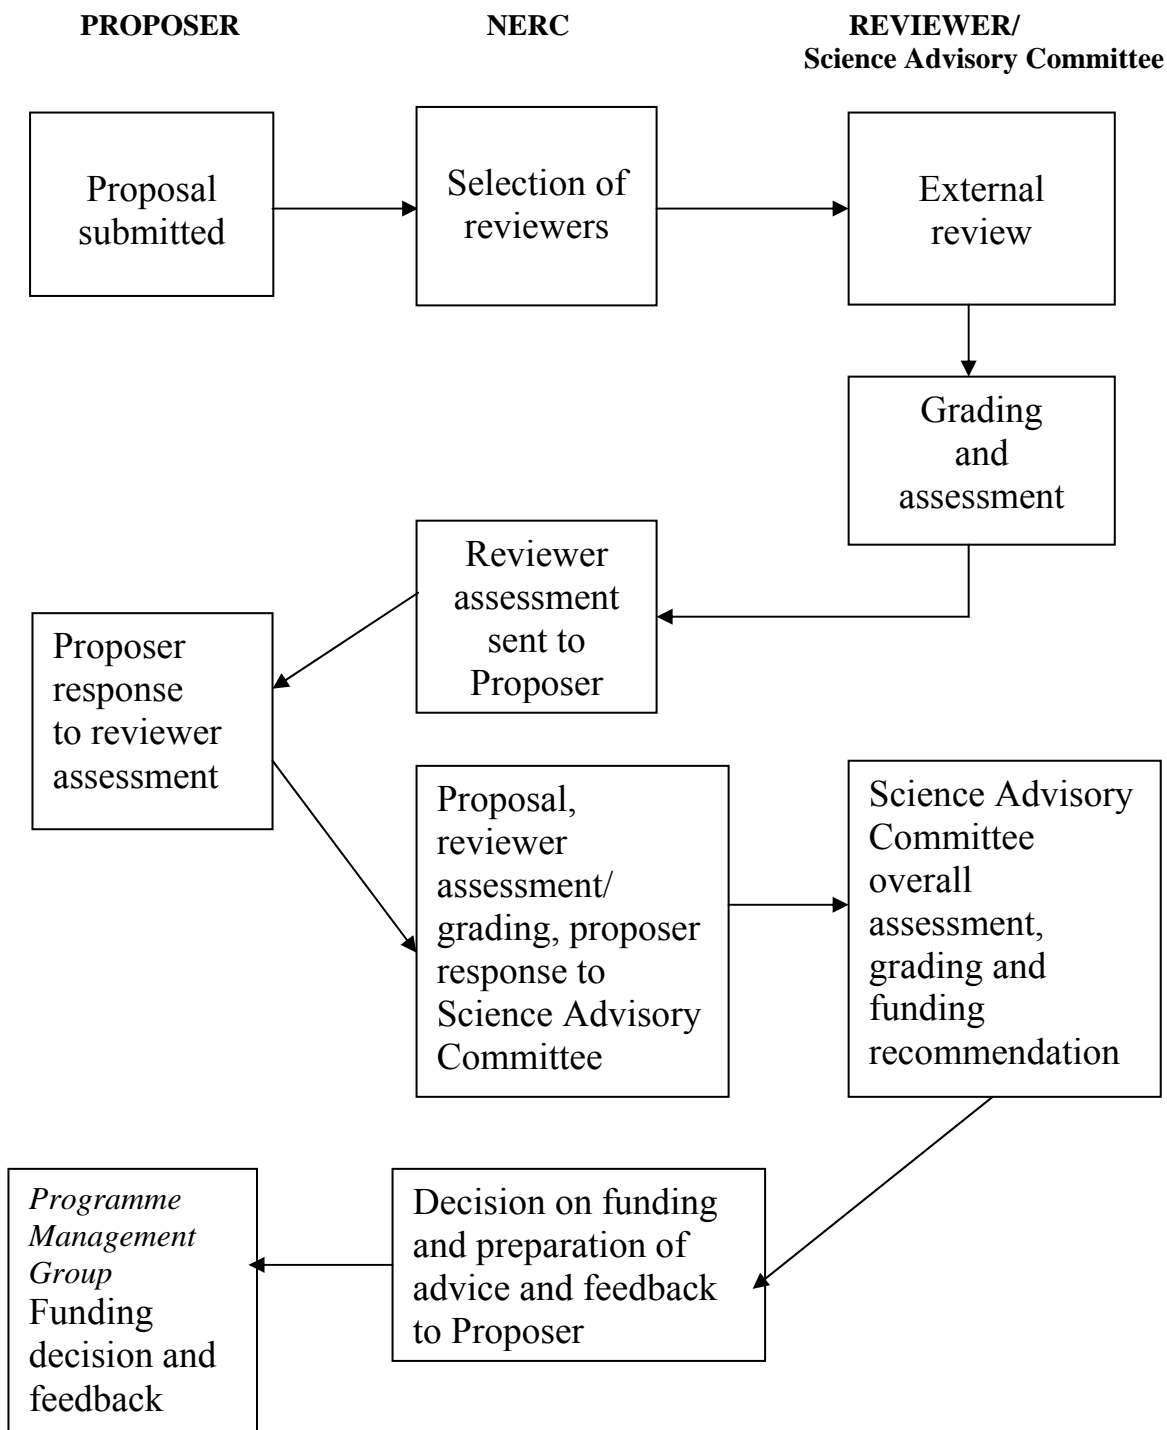 PROPOSER
NERC
REVIEWER/
Science Advisory Committee
Proposal
submitted
Selection of
reviewers
External
review
Grading
and
assessment
Reviewer
assessment
sent to
Proposer
Proposer
response
to reviewer
assessment
Proposal,
reviewer
assessment/
grading, proposer
response to
Science Advisory
Committee
Science Advisory
Committee
overall
assessment,
grading and
funding
recommendation
Decision on funding
and preparation of
advice and feedback
to Proposer
Programme
Management
Group
Funding
decision and
feedback